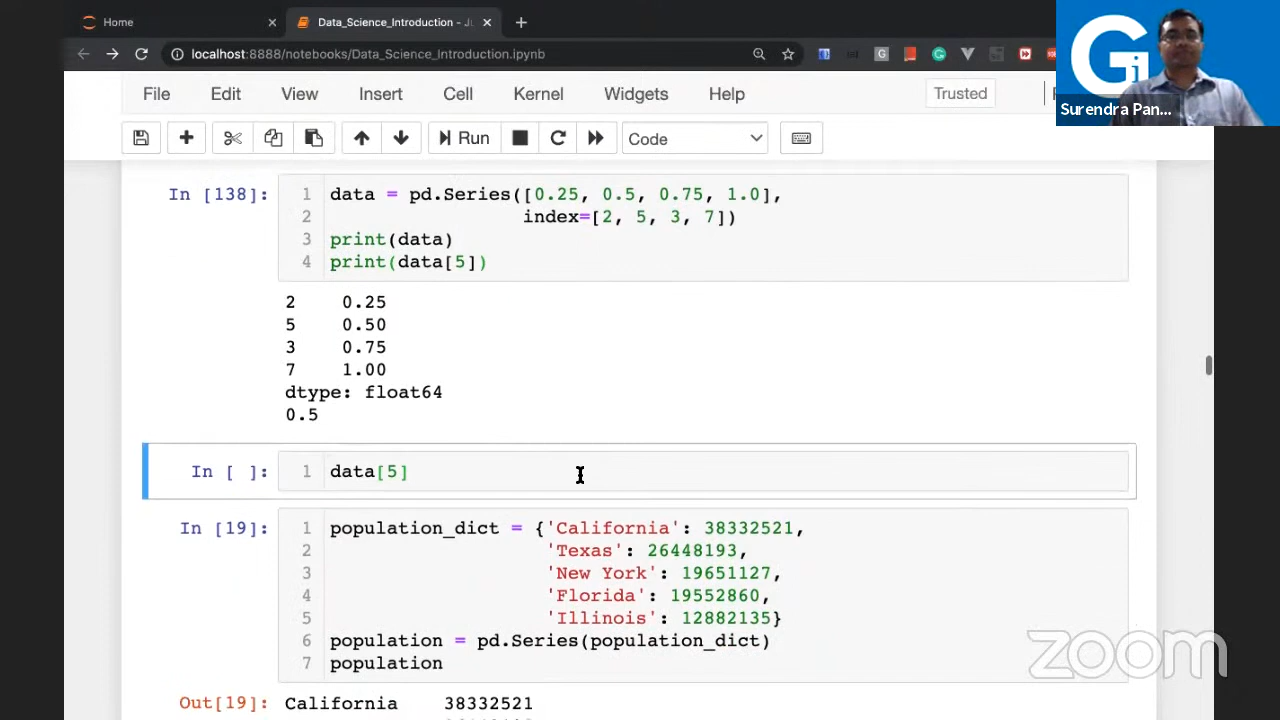 Home
Data_Science_Introduction - J
localhost:8888/notebooks/Data_Science_Introduction.ipynb
Gi
Surendra Pan...
File Edit View Insert Cell Kernel Widgets Help Trusted
Run Code
In [138]: 1 data = pd.Series([0.25, 0.5, 0.75, 1.0],
2 index=[2, 5, 3, 7])
3 print(data)
4 print(data[5])
2 0.25
5 0.50
3 0.75
7 1.00
dtype: float64
0.5
In [ ]: 1 data[5]
In [19]: 1 population_dict = {'California': 38332521,
2 'Texas': 26448193,
3 'New York': 19651127,
4 'Florida': 19552860,
5 'Illinois': 12882135}
6 population = pd.Series(population_dict)
7 population
Out[19]: California 38332521
zoom